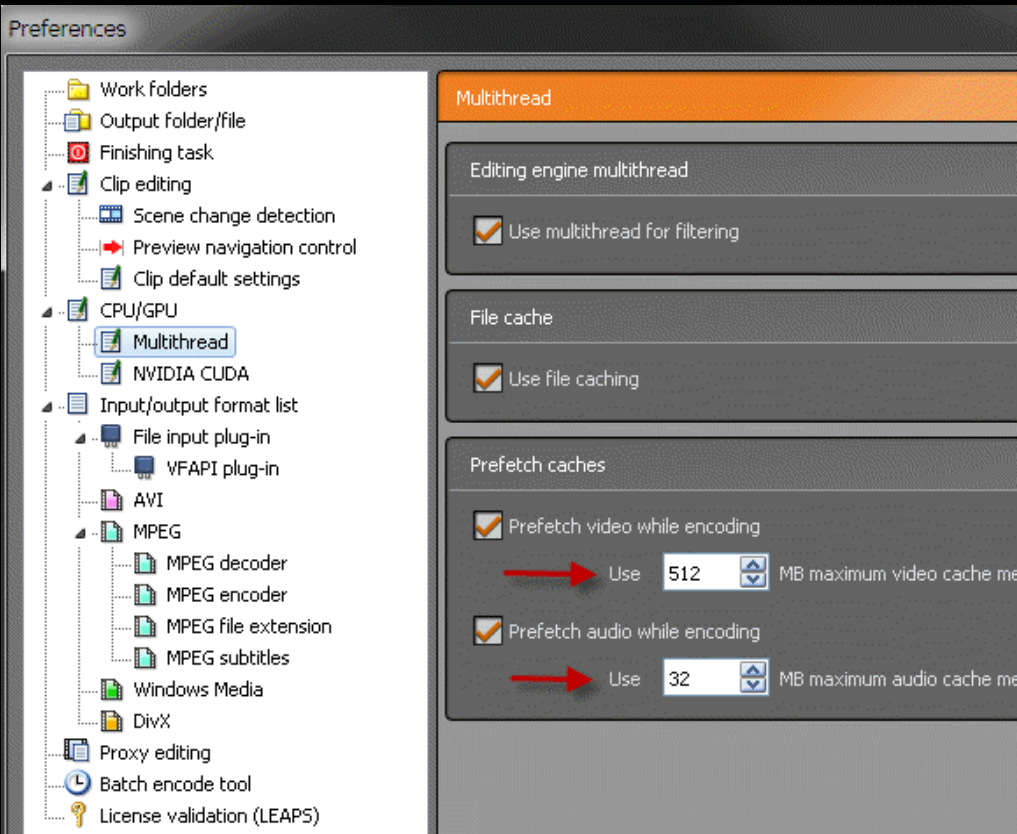 Preferences
Work folders
Output folder/file
Finishing task
Clip editing
Scene change detection
Preview navigation control
Clip default settings
CPU/GPU
Multithread
NVIDIA CUDA
Input/output format list
File input plug-in
VFAPI plug-in
AVI
MPEG
MPEG decoder
MPEG encoder
MPEG file extension
MPEG subtitles
Windows Media
DivX
Proxy editing
Batch encode tool
License validation (LEAPS)
Multithread
Editing engine multithread
Use multithread for filtering
File cache
Use file caching
Prefetch caches
Prefetch video while encoding
Use 512 MB maximum video cache me
Prefetch audio while encoding
Use 32 MB maximum audio cache me